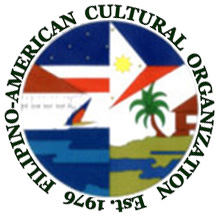 FILIPINO-AMERICAN CULTURAL ORGANIZATION Est. 1976